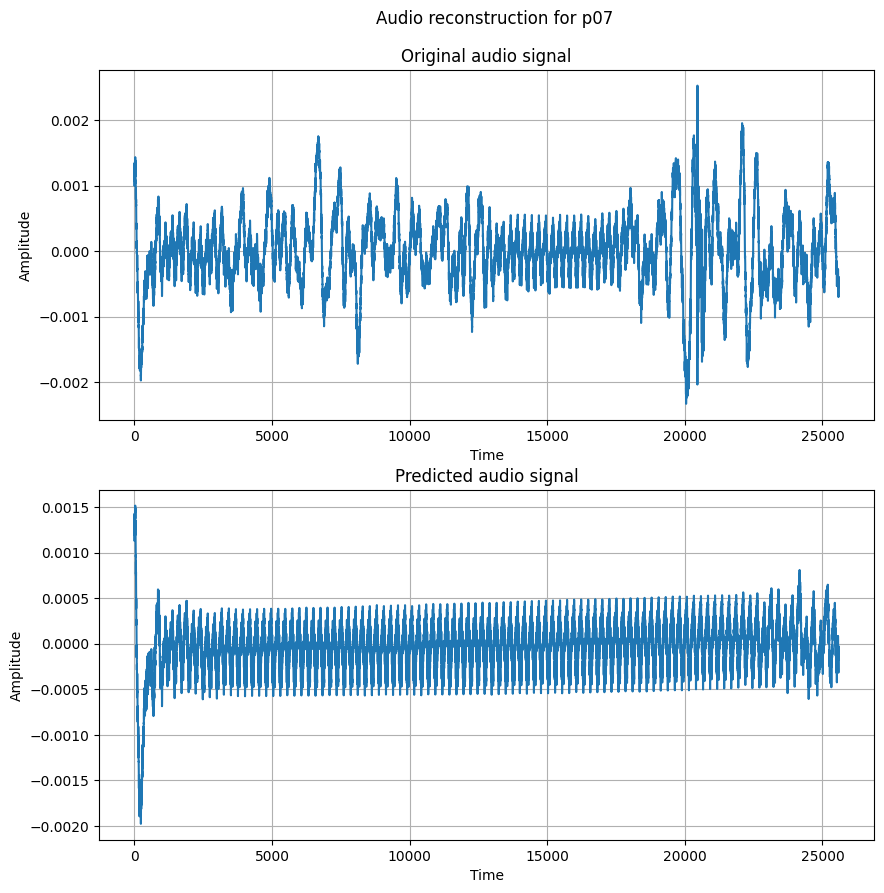 Audio reconstruction for p07
Original audio signal
0.002
0.001
0.000
−0.001
−0.002
Amplitude
0 5000 10000 15000 20000 25000
Time
Predicted audio signal
0.0015
0.0010
0.0005
0.0000
−0.0005
−0.0010
−0.0015
−0.0020
Amplitude
0 5000 10000 15000 20000 25000
Time